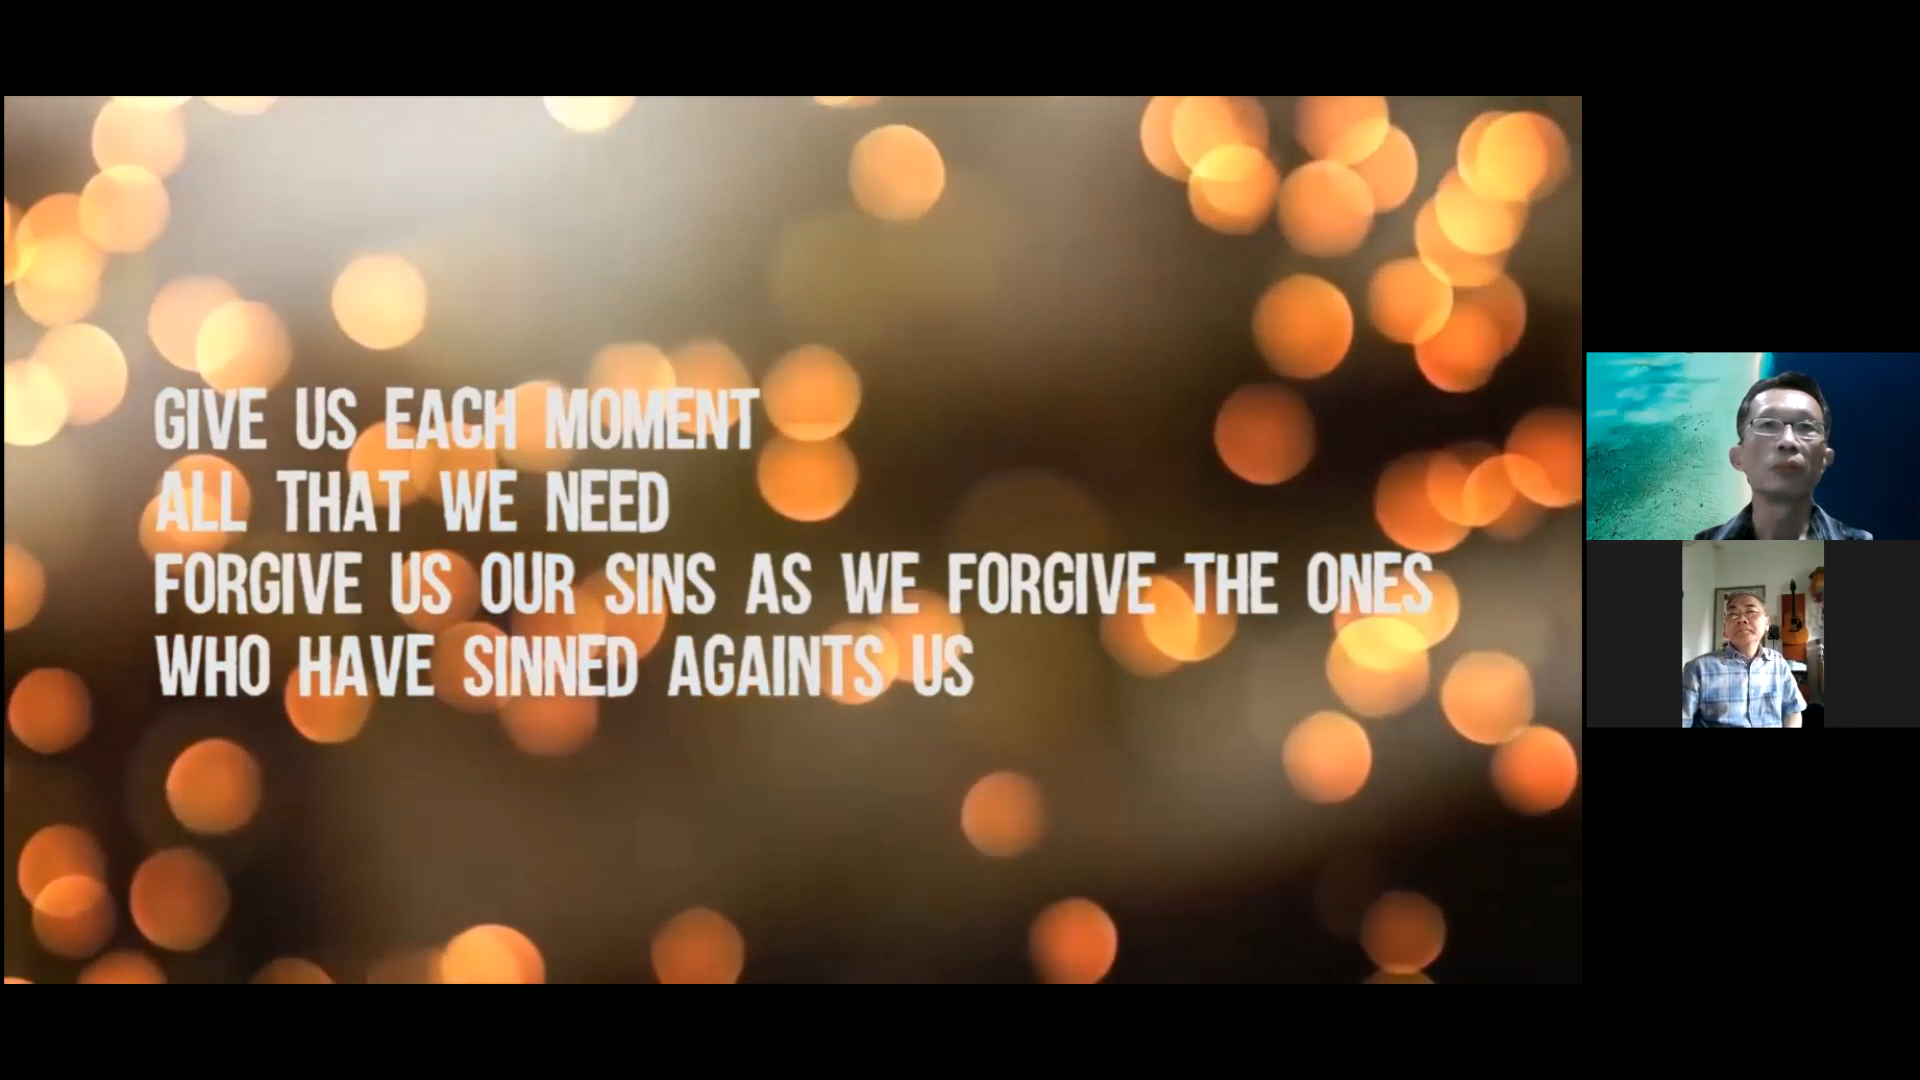 GIVE US EACH MOMENT
ALL THAT WE NEED
FORGIVE US OUR SINS AS WE FORGIVE THE ONES
WHO HAVE SINNED AGAINTS US